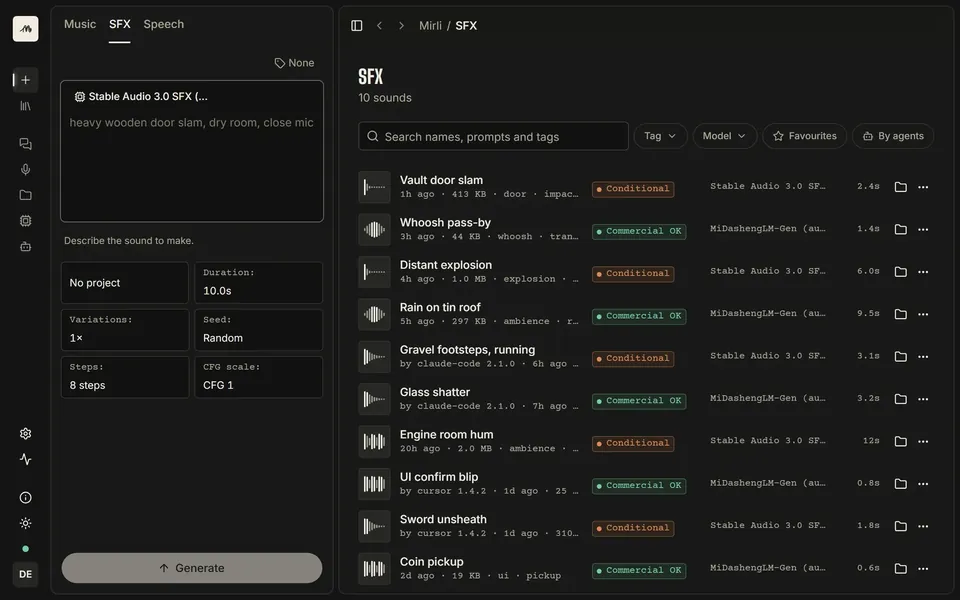 Music SFX Speech
None
Stable Audio 3.0 SFX (...
heavy wooden door slam, dry room, close mic
Describe the sound to make.
No project
Duration:
10.0s
Variations:
1×
Seed:
Random
Steps:
8 steps
CFG scale:
CFG 1
Generate
DE
Mirli / SFX
SFX
10 sounds
Search names, prompts and tags
Tag
Model
Favourites
By agents
Vault door slam
1h ago · 413 KB · door · impac…
Conditional
Stable Audio 3.0 SF…
2.4s
Whoosh pass-by
3h ago · 44 KB · whoosh · tran…
Commercial OK
MiDashengLM-Gen (au…
1.4s
Distant explosion
4h ago · 1.0 MB · explosion · …
Conditional
Stable Audio 3.0 SF…
6.0s
Rain on tin roof
5h ago · 297 KB · ambience · r…
Commercial OK
MiDashengLM-Gen (au…
9.5s
Gravel footsteps, running
by claude-code 2.1.0 · 6h ago …
Conditional
Stable Audio 3.0 SF…
3.1s
Glass shatter
by claude-code 2.1.0 · 7h ago …
Commercial OK
MiDashengLM-Gen (au…
3.2s
Engine room hum
20h ago · 2.0 MB · ambience · …
Conditional
Stable Audio 3.0 SF…
12s
UI confirm blip
by cursor 1.4.2 · 1d ago · 25 …
Commercial OK
MiDashengLM-Gen (au…
0.8s
Sword unsheath
by cursor 1.4.2 · 1d ago · 310…
Conditional
Stable Audio 3.0 SF…
1.8s
Coin pickup
2d ago · 19 KB · ui · pickup
Commercial OK
MiDashengLM-Gen (au…
0.6s